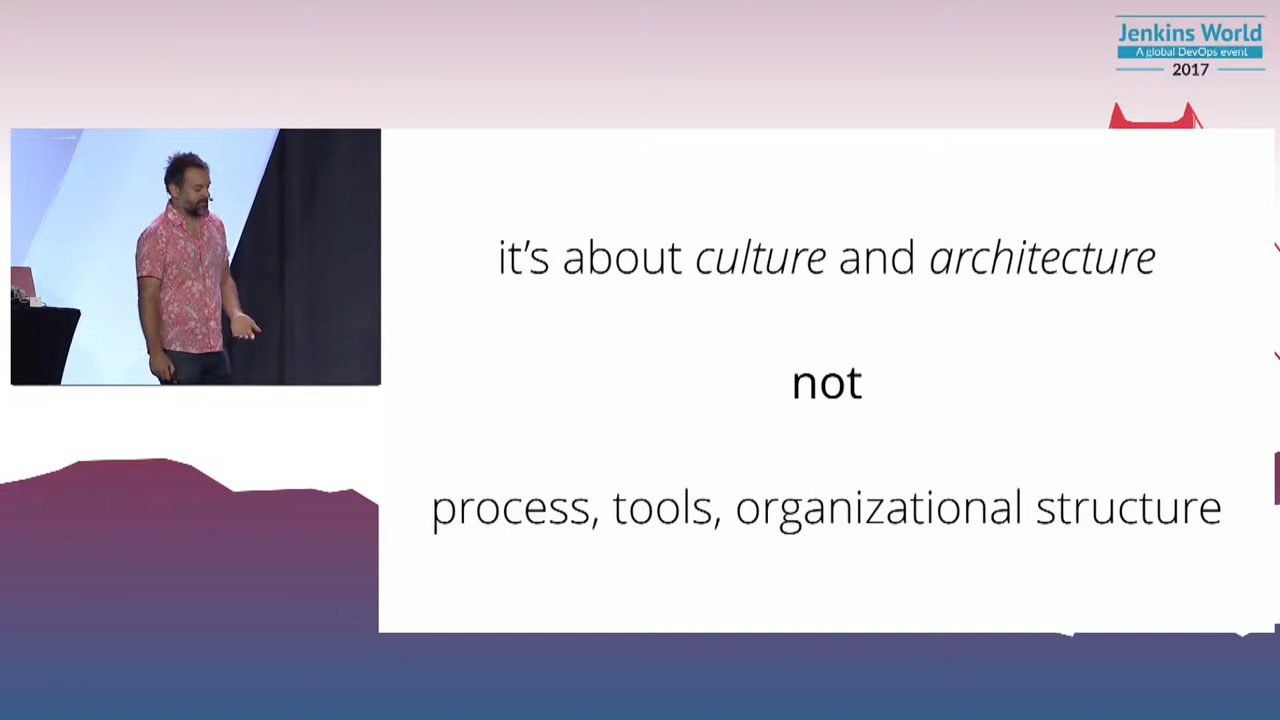 Jenkins World
A global DevOps event
2017
it's about culture and architecture
not
process, tools, organizational structure